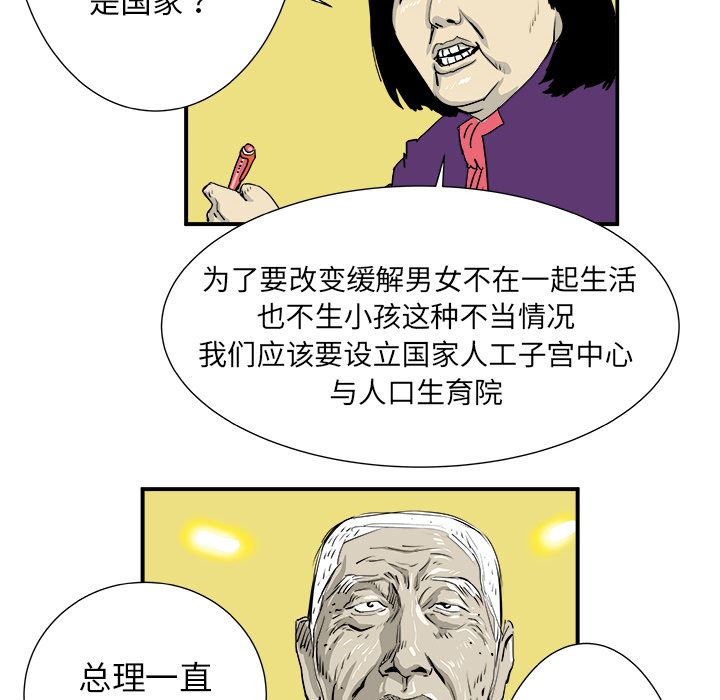 是国家？
为了要改变缓解男女不在一起生活
也不生小孩这种不当情况
我们应该要设立国家人工子宫中心
与人口生育院
总理一直